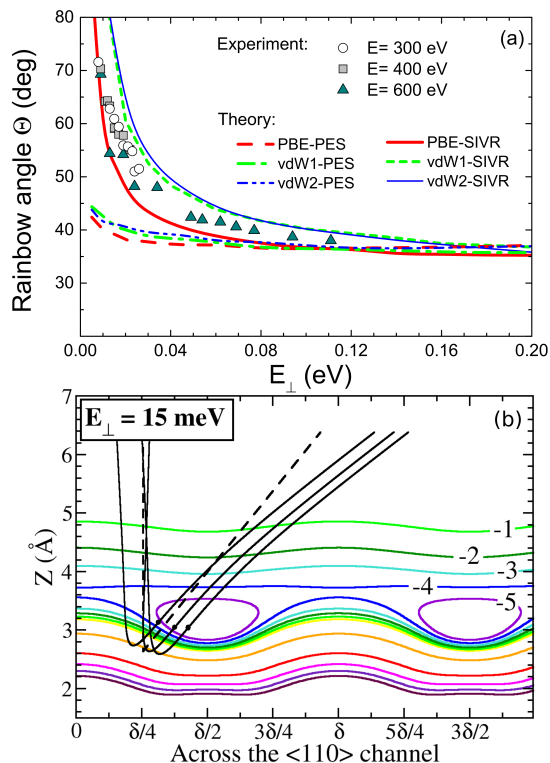 (a)
Experiment:
E= 300 eV
E= 400 eV
E= 600 eV
Theory:
PBE-PES PBE-SIVR
vdW1-PES vdW1-SIVR
vdW2-PES vdW2-SIVR
Rainbow angle Θ (deg)
80
70
60
50
40
30
0.00 0.04 0.08 0.12 0.16 0.20
E⊥ (eV)
(b)
E⊥ = 15 meV
Z (Å)
7
6
5
4
3
2
-1
-2
-3
-4
-5
0 δ/4 δ/2 3δ/4 δ 5δ/4 3δ/2
Across the <110> channel